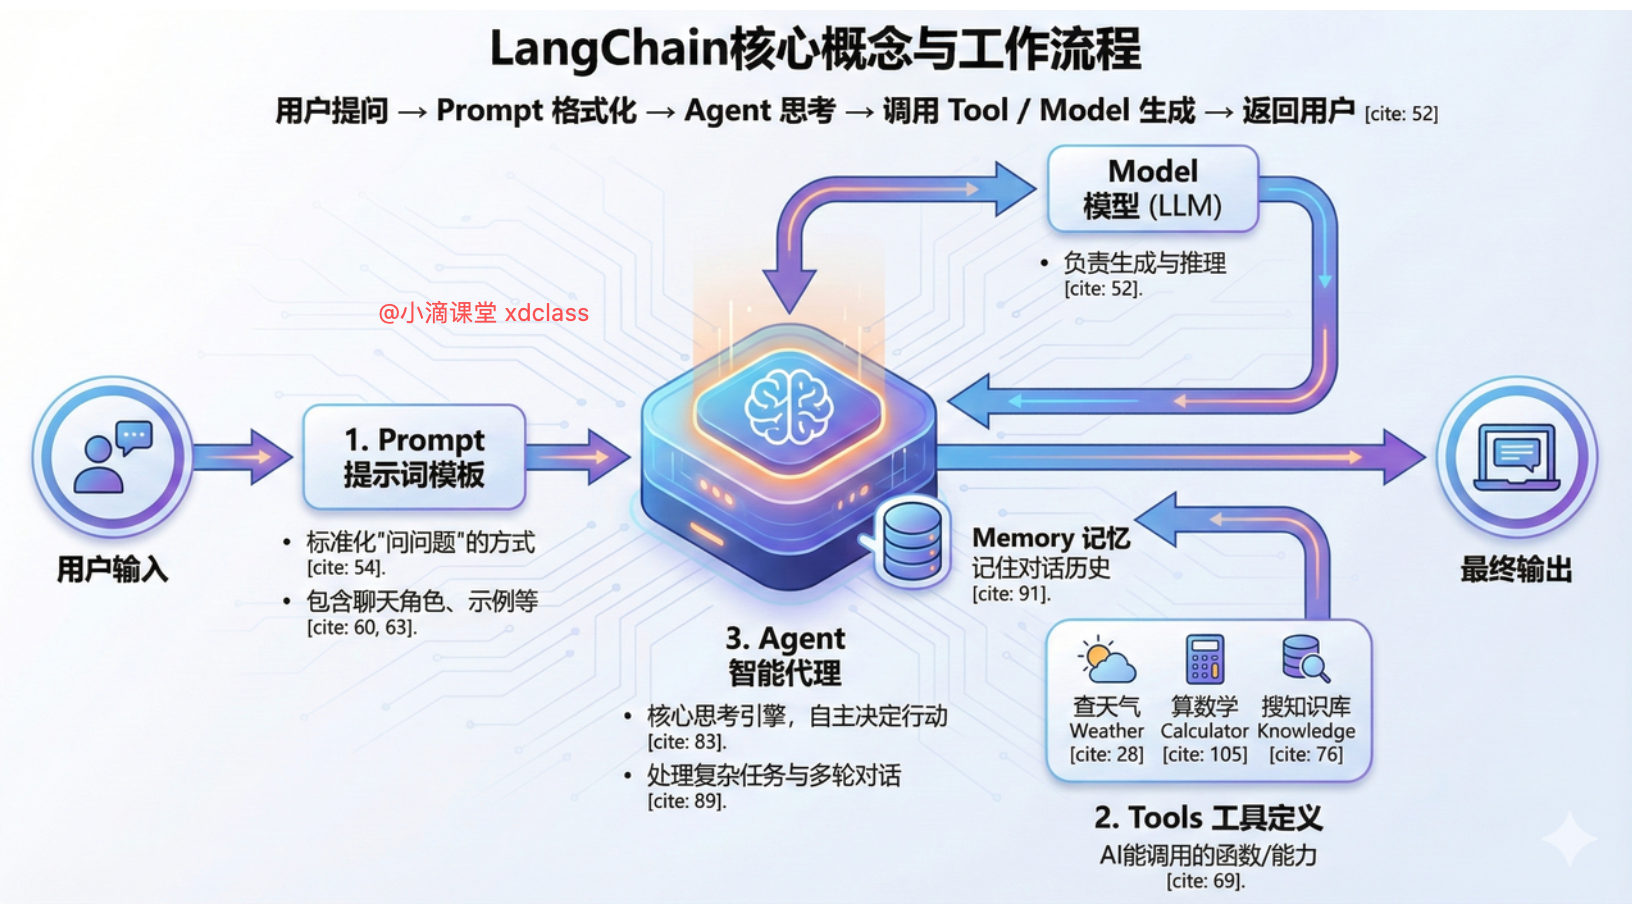 LangChain核心概念与工作流程
用户提问 → Prompt 格式化 → Agent 思考 → 调用 Tool / Model 生成 → 返回用户 [cite: 52]
Model
模型 (LLM)
• 负责生成与推理
[cite: 52].
@小滴课堂 xdclass
用户输入
1. Prompt
提示词模板
• 标准化"问问题"的方式
[cite: 54].
• 包含聊天角色、示例等
[cite: 60, 63].
3. Agent
智能代理
• 核心思考引擎，自主决定行动
[cite: 83].
• 处理复杂任务与多轮对话
[cite: 89].
Memory 记忆
记住对话历史
[cite: 91].
最终输出
查天气
Weather
[cite: 28]
算数学
Calculator
[cite: 105]
搜知识库
Knowledge
[cite: 76]
2. Tools 工具定义
AI能调用的函数/能力
[cite: 69].